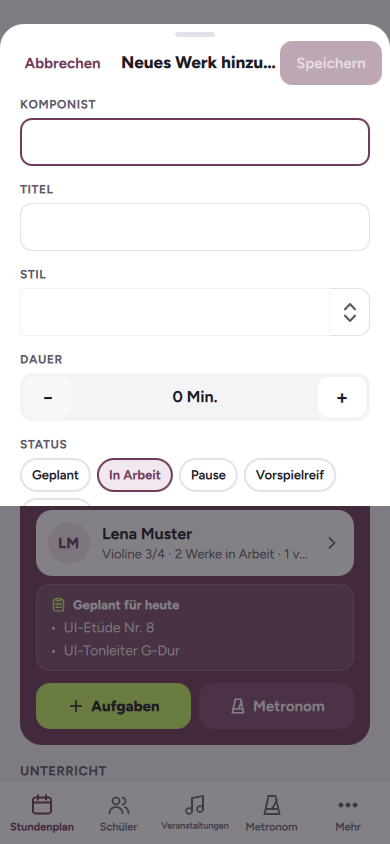 Abbrechen Neues Werk hinzu... Speichern
KOMPONIST
TITEL
STIL
DAUER
− 0 Min. +
STATUS
Geplant In Arbeit Pause Vorspielreif
LM Lena Muster
Violine 3/4 · 2 Werke in Arbeit · 1 v...
Geplant für heute
• UI-Etüde Nr. 8
• UI-Tonleiter G-Dur
+ Aufgaben Metronom
UNTERRICHT
Stundenplan Schüler Veranstaltungen Metronom Mehr